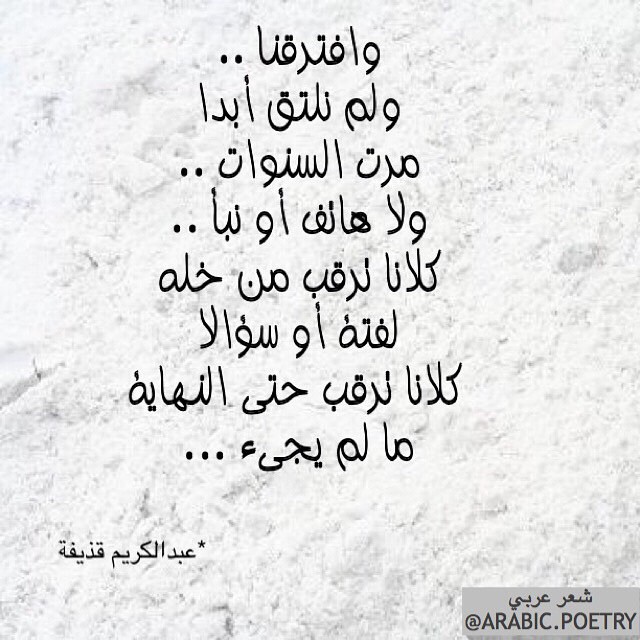 وافترقنا ..
ولم نلتق أبدا
مرت السنوات ..
ولا هاتف أو نبأ ..
كلانا ترقب من خله
لفتة أو سؤالا
كلانا ترقب حتى النهاية
ما لم يجىء ...
*عبدالكريم قذيفة
شعر عربي
@ARABIC.POETRY